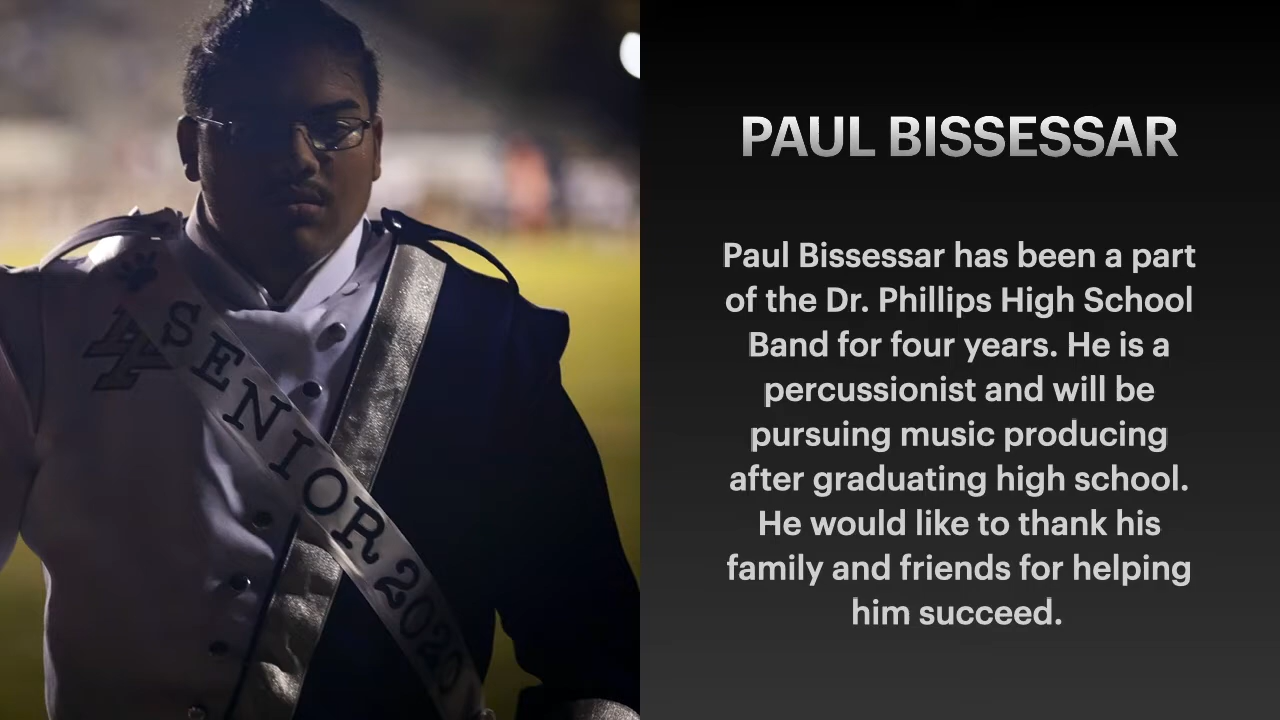 SENIOR 2020
PAUL BISSESSAR
Paul Bissessar has been a part
of the Dr. Phillips High School
Band for four years. He is a
percussionist and will be
pursuing music producing
after graduating high school.
He would like to thank his
family and friends for helping
him succeed.